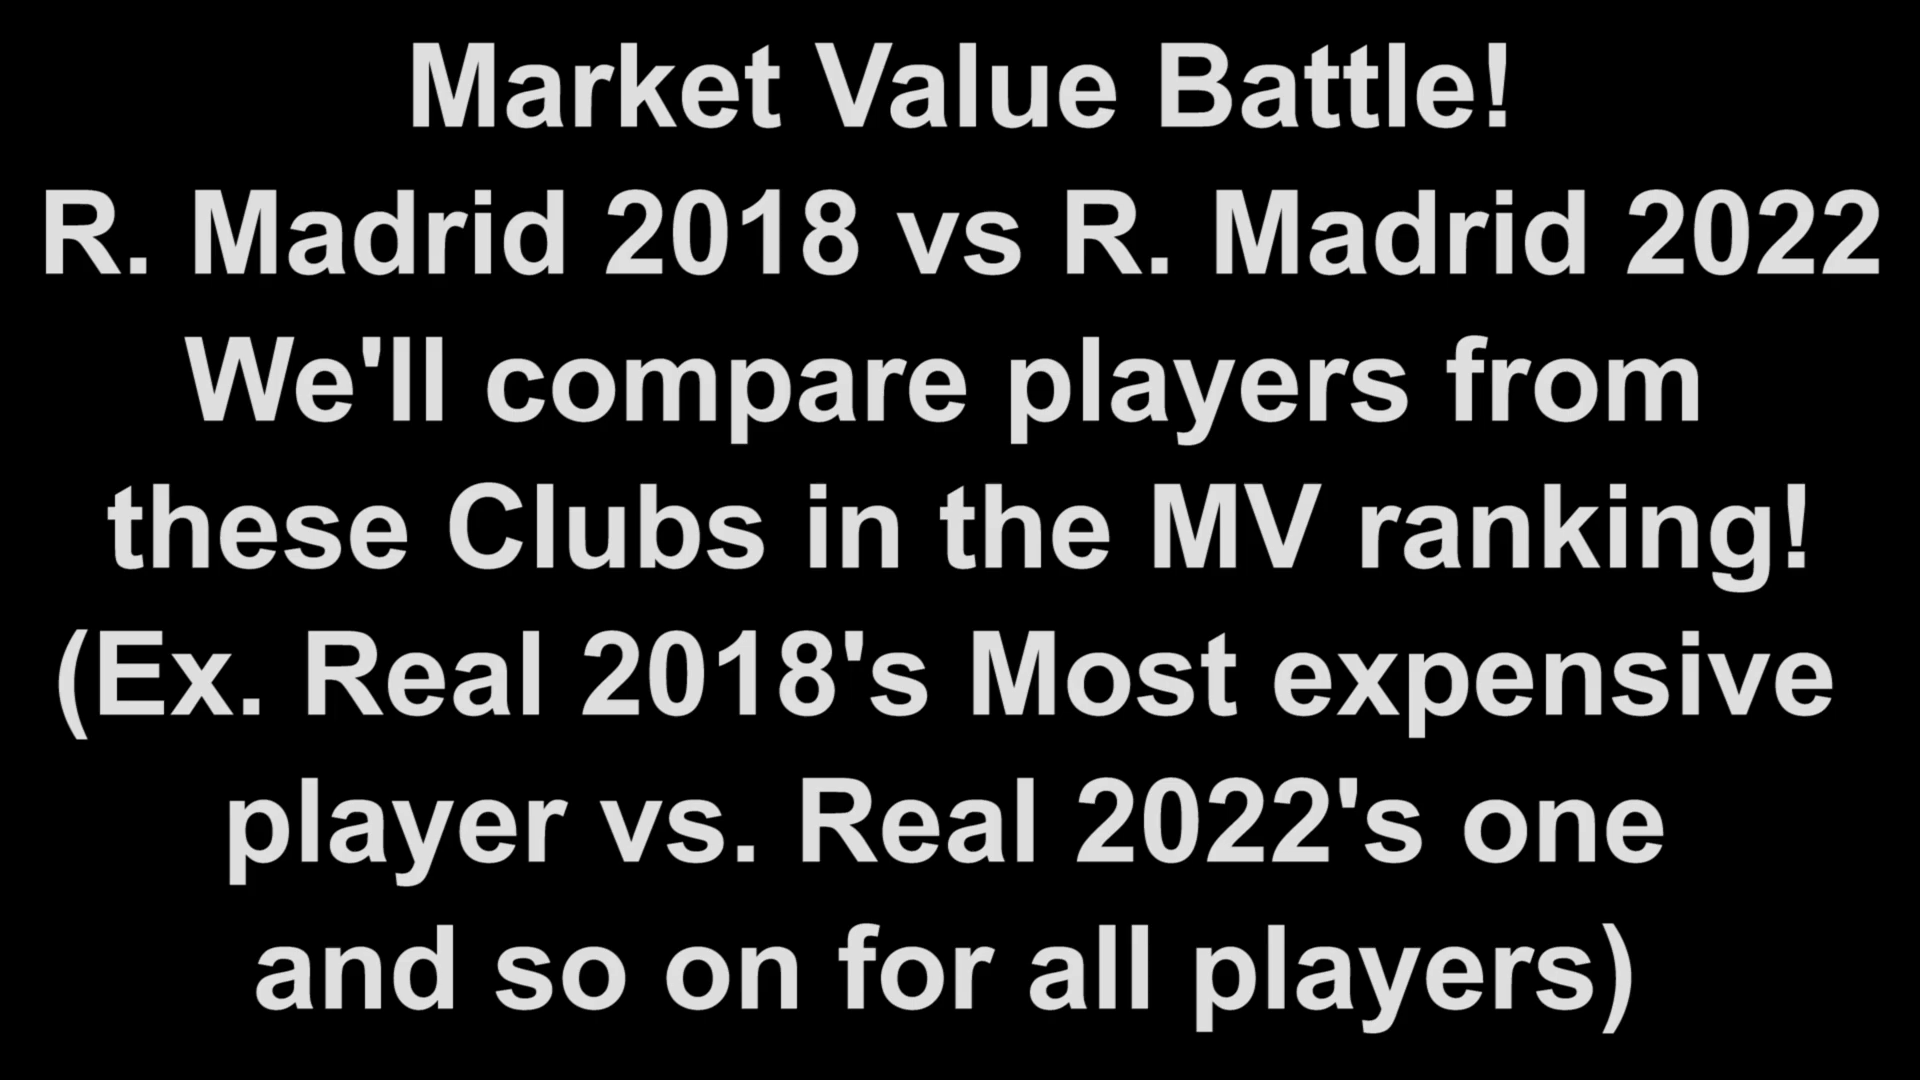 Market Value Battle!
R. Madrid 2018 vs R. Madrid 2022
We'll compare players from
these Clubs in the MV ranking!
(Ex. Real 2018's Most expensive
player vs. Real 2022's one
and so on for all players)